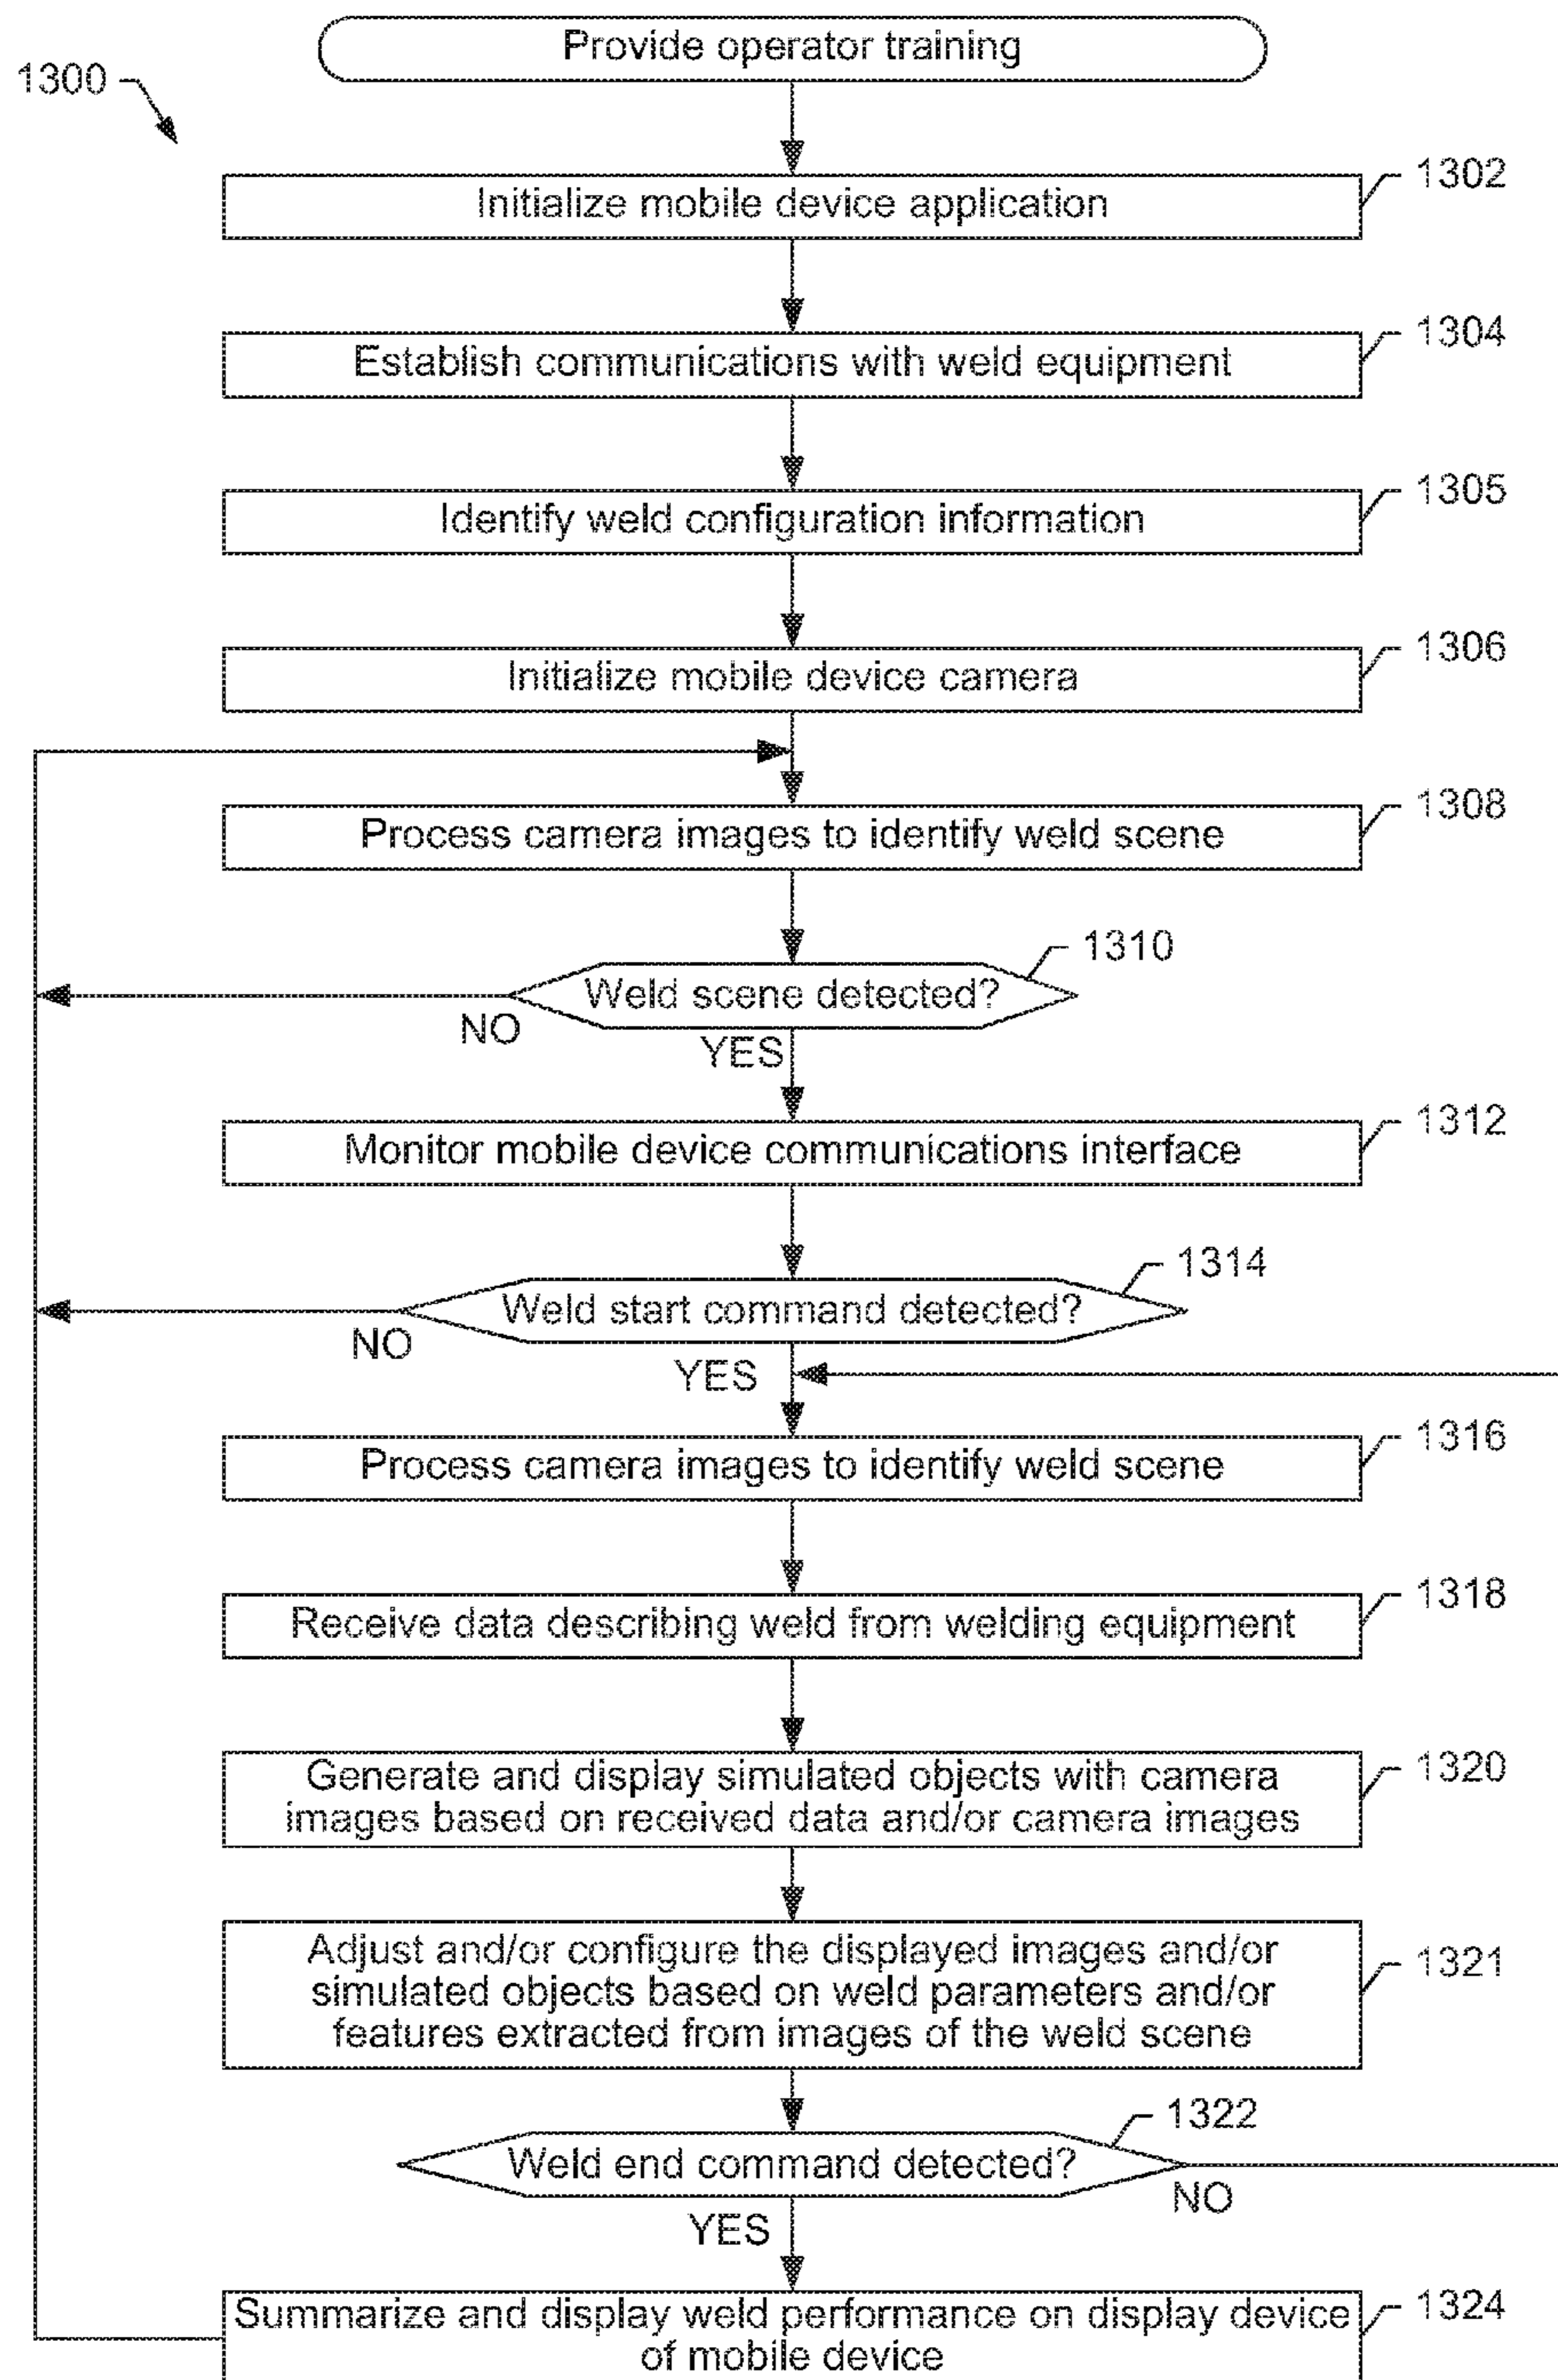 Provide operator training
1300
1302
Initialize mobile device application
1304
Establish communications with weld equipment
1305
Identify weld configuration information
1306
Initialize mobile device camera
1308
Process camera images to identify weld scene
1310
Weld scene detected?
NO
YES
1312
Monitor mobile device communications interface
1314
Weld start command detected?
NO
YES
1316
Process camera images to identify weld scene
1318
Receive data describing weld from welding equipment
1320
Generate and display simulated objects with camera
images based on received data and/or camera images
1321
Adjust and/or configure the displayed images and/or
simulated objects based on weld parameters and/or
features extracted from images of the weld scene
1322
Weld end command detected?
NO
YES
1324
Summarize and display weld performance on display device
of mobile device